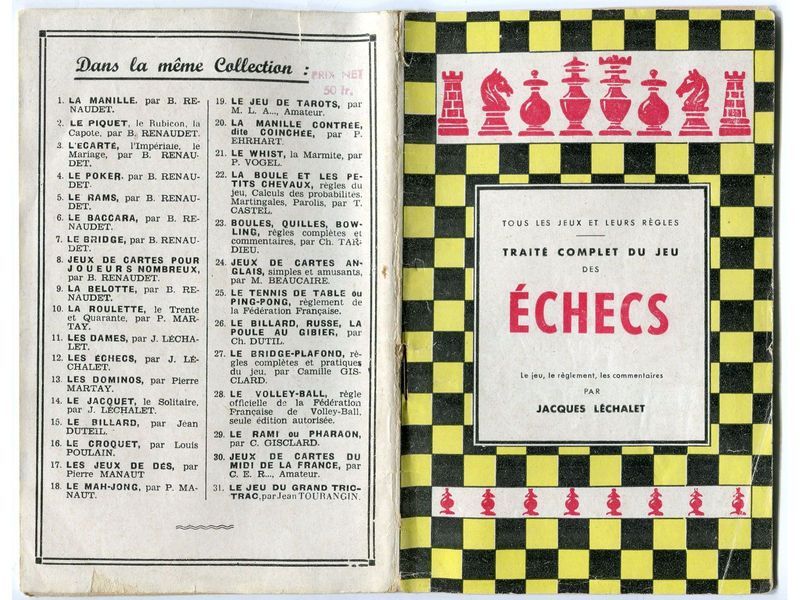 Dans la même Collection :
PRIX NET
50 fr.
1. LA MANILLE, par B. RE-
NAUDET.
2. LE PIQUET, le Rubicon, la
Capote, par B. RENAUDET.
3. L'ECARTÉ, l'Impériale, le
Mariage, par B. RENAU-
DET.
4. LE POKER, par B. RENAU-
DET.
5. LE RAMS, par B. RENAU-
DET.
6. LE BACCARA, par B. RE-
NAUDET.
7. LE BRIDGE, par B. RENAU-
DET.
8. JEUX DE CARTES POUR
JOUEURS NOMBREUX,
par B. RENAUDET.
9. LA BELOTTE, par B. RE-
NAUDET.
10. LA ROULETTE, le Trente
et Quarante, par P. MAR-
TAY.
11. LES DAMES, par J. LÉCHA-
LET.
12. LES ÉCHECS, par J. LÉ-
CHALET.
13. LES DOMINOS, par Pierre
MARTAY.
14. LE JACQUET, le Solitaire,
par J. LÉCHALET.
15. LE BILLARD, par Jean
DUTEIL.
16. LE CROQUET, par Louis
POULAIN.
17. LES JEUX DE DÉS, par
Pierre MANAUT
18. LE MAH-JONG, par P. MA-
NAUT.
19. LE JEU DE TAROTS, par
M. L. A..., Amateur.
20. LA MANILLE CONTRÉE,
dite COINCHÉE, par P.
EHRHART.
21. LE WHIST, la Marmite, par
P. VOGEL.
22. LA BOULE ET LES PE-
TITS CHEVAUX, règles du
jeu, Calculs des probabilités.
Martingales, Parolis, par T.
CASTEL.
23. BOULES, QUILLES, BOW-
LING, règles complètes et
commentaires, par Ch. TAR-
DIEU.
24. JEUX DE CARTES AN-
GLAIS, simples et amusants,
par M. BEAUCAIRE.
25. LE TENNIS DE TABLE ou
PING-PONG, règlement de
la Fédération Française.
26. LE BILLARD, RUSSE, LA
POULE AU GIBIER, par
Ch. DUTIL.
27. LE BRIDGE-PLAFOND, rè-
gles complètes et pratiques
du jeu, par Camille GIS-
CLARD.
28. LE VOLLEY-BALL, règle
officielle de la Fédération
Française de Volley-Ball,
seule édition autorisée.
29. LE RAMI ou PHARAON,
par C. GISCLARD.
30. JEUX DE CARTES DU
MIDI DE LA FRANCE, par
C. E. R..., Amateur.
31. LE JEU DU GRAND TRIC-
TRAC, par Jean TOURANGIN.
TOUS LES JEUX ET LEURS RÈGLES
TRAITÉ COMPLET DU JEU
DES
ÉCHECS
Le jeu, le règlement, les commentaires
PAR
JACQUES LÉCHALET